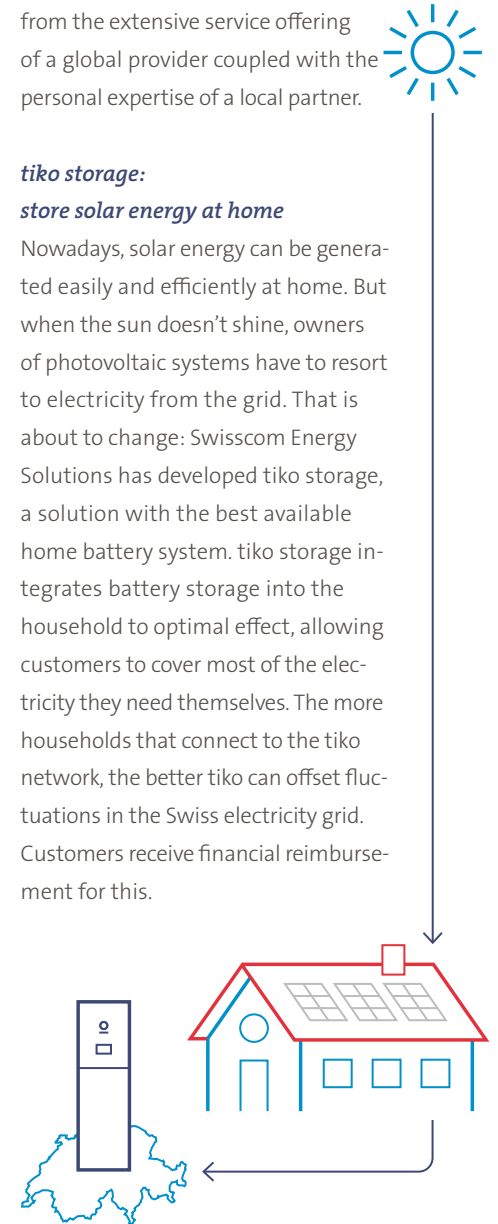 from the extensive service offering
of a global provider coupled with the
personal expertise of a local partner.
tiko storage:
store solar energy at home
Nowadays, solar energy can be genera-
ted easily and efficiently at home. But
when the sun doesn’t shine, owners
of photovoltaic systems have to resort
to electricity from the grid. That is
about to change: Swisscom Energy
Solutions has developed tiko storage,
a solution with the best available
home battery system. tiko storage in-
tegrates battery storage into the
household to optimal effect, allowing
customers to cover most of the elec-
tricity they need themselves. The more
households that connect to the tiko
network, the better tiko can offset fluc-
tuations in the Swiss electricity grid.
Customers receive financial reimburse-
ment for this.